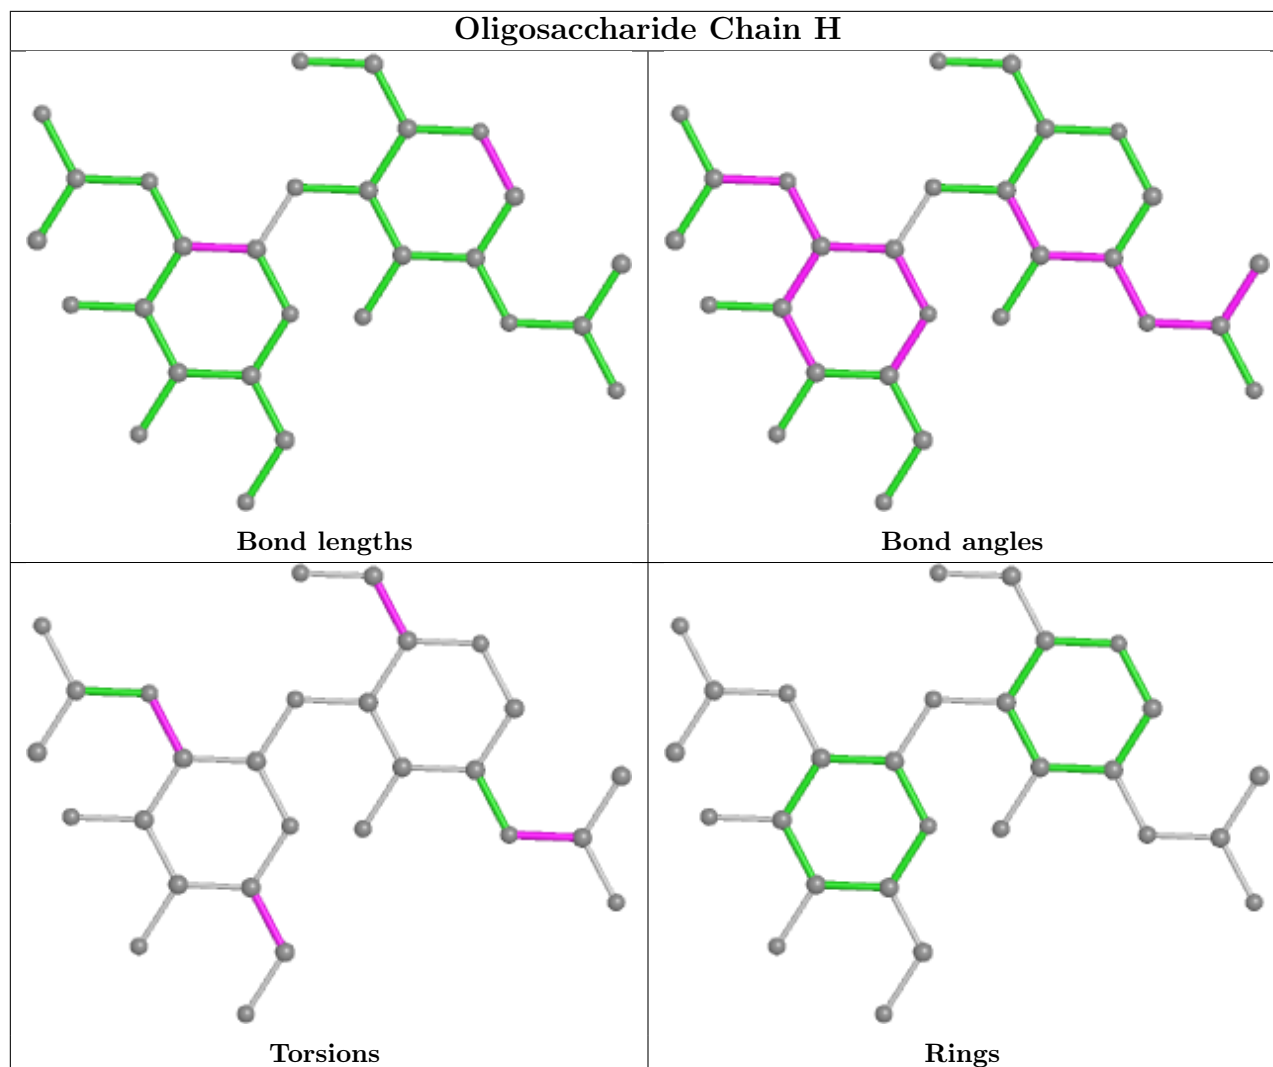 Oligosaccharide Chain H
Bond lengths
Bond angles
Torsions
Rings